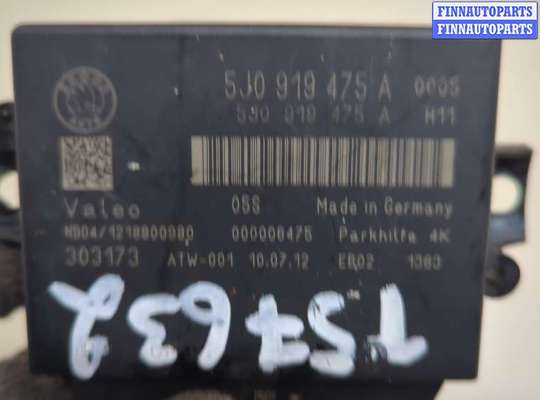 FINNAUTOPARTS
FINNAUTOPARTS
5J0 919 475 A 0005
5J0 919 475 A H11
Valeo 05S Made in Germany
000006475 Parkhilfe 4K
303173 ATW-001 10.07.12 ER02 1363
TS7632